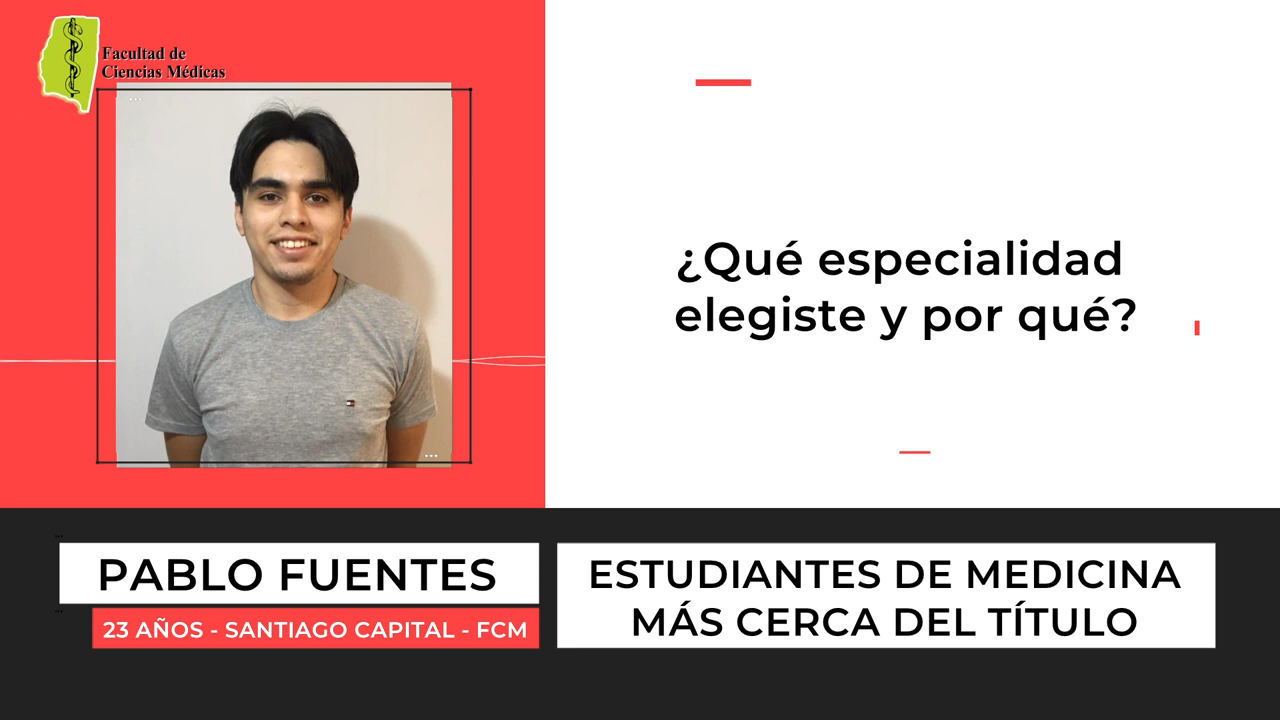 Facultad de
Ciencias Médicas
¿Qué especialidad
elegiste y por qué?
PABLO FUENTES
23 AÑOS - SANTIAGO CAPITAL - FCM
ESTUDIANTES DE MEDICINA
MÁS CERCA DEL TÍTULO